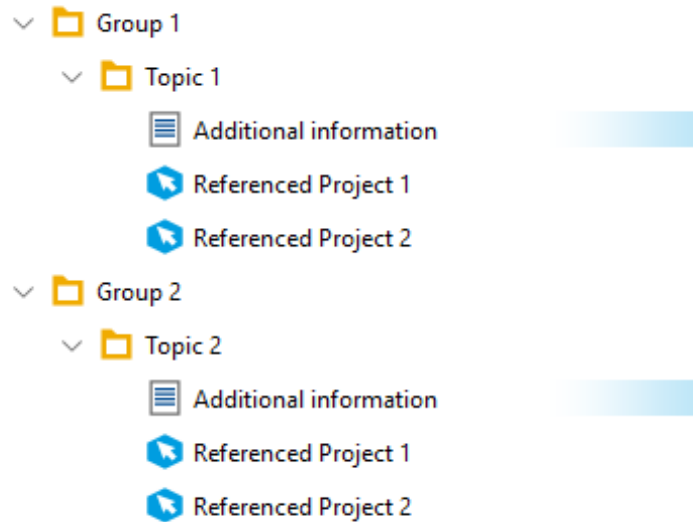 Group 1
Topic 1
Additional information
Referenced Project 1
Referenced Project 2
Group 2
Topic 2
Additional information
Referenced Project 1
Referenced Project 2